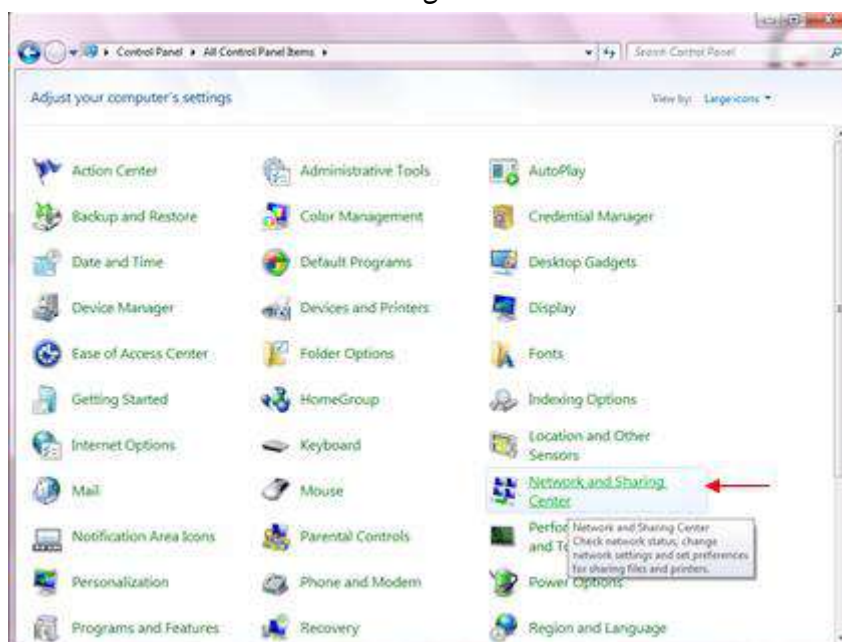 Control Panel ▸ All Control Panel Items ▸
Search Control Panel
Adjust your computer's settings
View by: Large icons
Action Center
Administrative Tools
AutoPlay
Backup and Restore
Color Management
Credential Manager
Date and Time
Default Programs
Desktop Gadgets
Device Manager
Devices and Printers
Display
Ease of Access Center
Folder Options
Fonts
Getting Started
HomeGroup
Indexing Options
Internet Options
Keyboard
Location and Other
Sensors
Mail
Mouse
Network and Sharing
Center
Notification Area Icons
Parental Controls
Perfor
and To
Network and Sharing Center
Check network status, change
network settings and set preferences
for sharing files and printers.
Personalization
Phone and Modem
Power Options
Programs and Features
Recovery
Region and Language